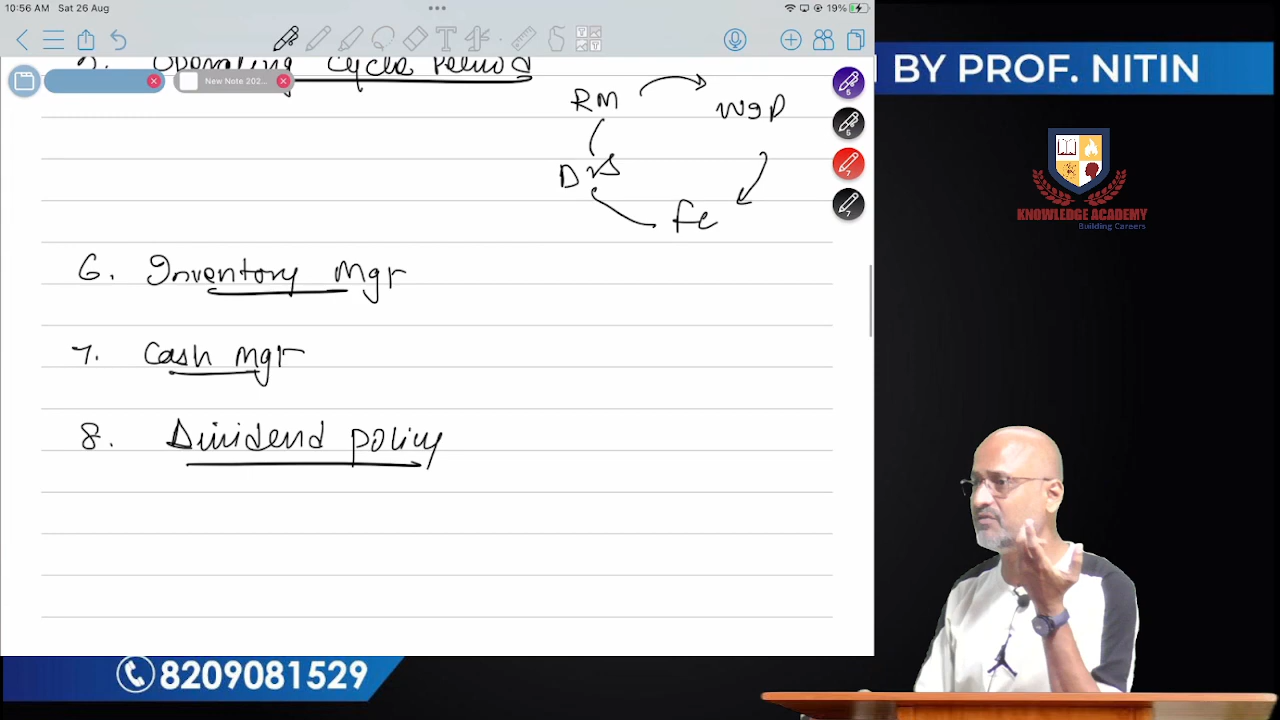 10:56 AM Sat 26 Aug
19%
5. Operating Cycle Period
New Note 202...
BY PROF. NITIN
RM
WIP
Drs
FG
KNOWLEDGE ACADEMY
Building Careers
6. Inventory Mgr
7. Cash Mgr
8. Dividend policy
8209081529